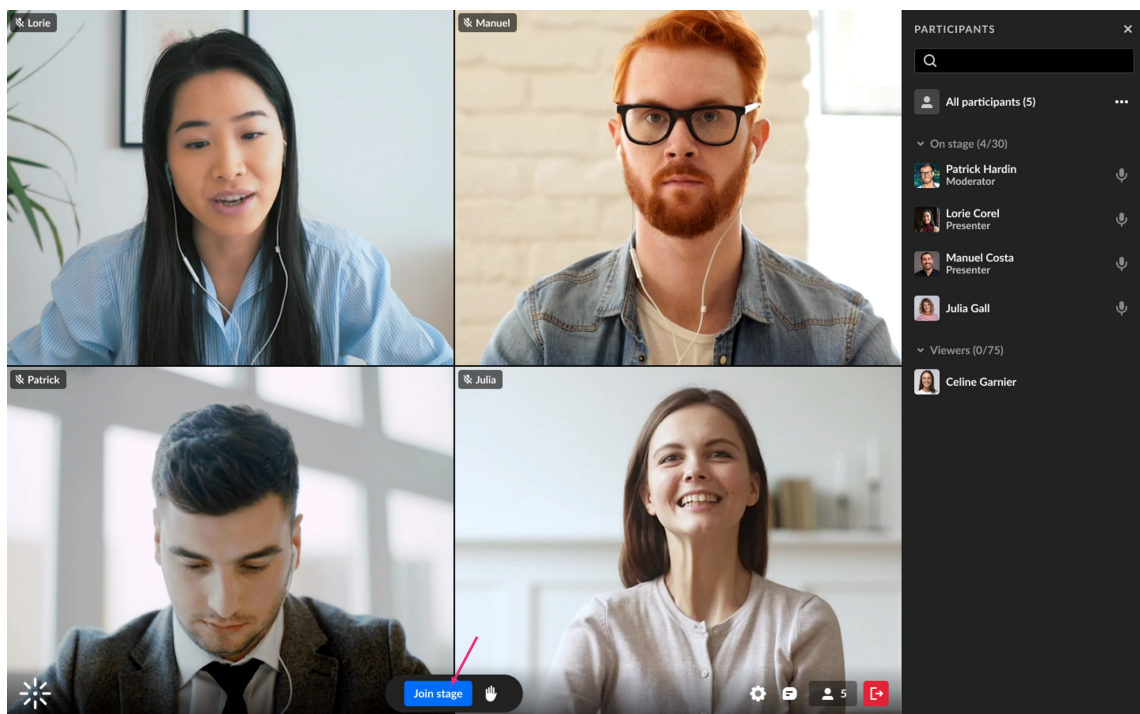 Lorie
Manuel
Patrick
Julia
Join stage
5
PARTICIPANTS
All participants (5)
On stage (4/30)
Patrick Hardin
Moderator
Lorie Corel
Presenter
Manuel Costa
Presenter
Julia Gall
Viewers (0/75)
Celine Garnier